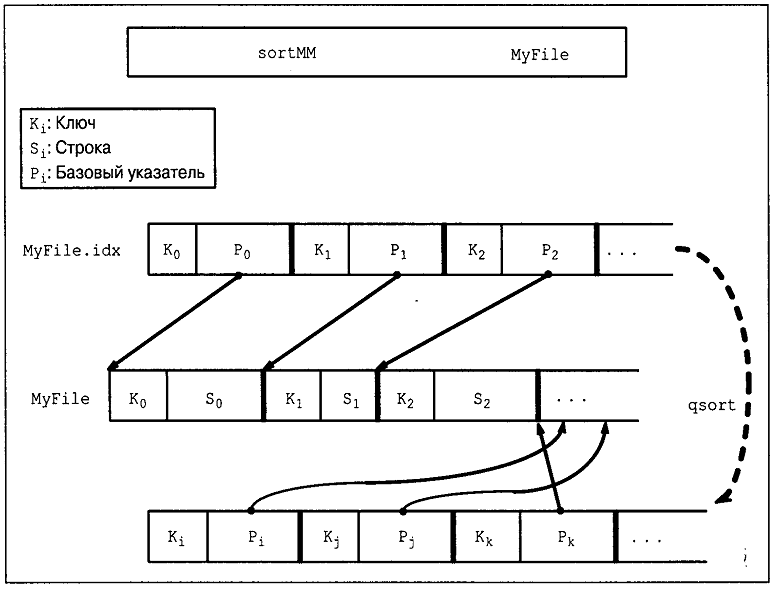 sortMM MyFile
Ki: Ключ
Si: Строка
Pi: Базовый указатель
MyFile.idx K0 P0 K1 P1 K2 P2 ...
MyFile K0 S0 K1 S1 K2 S2 ...
qsort
Ki Pi Kj Pj Kk Pk ...